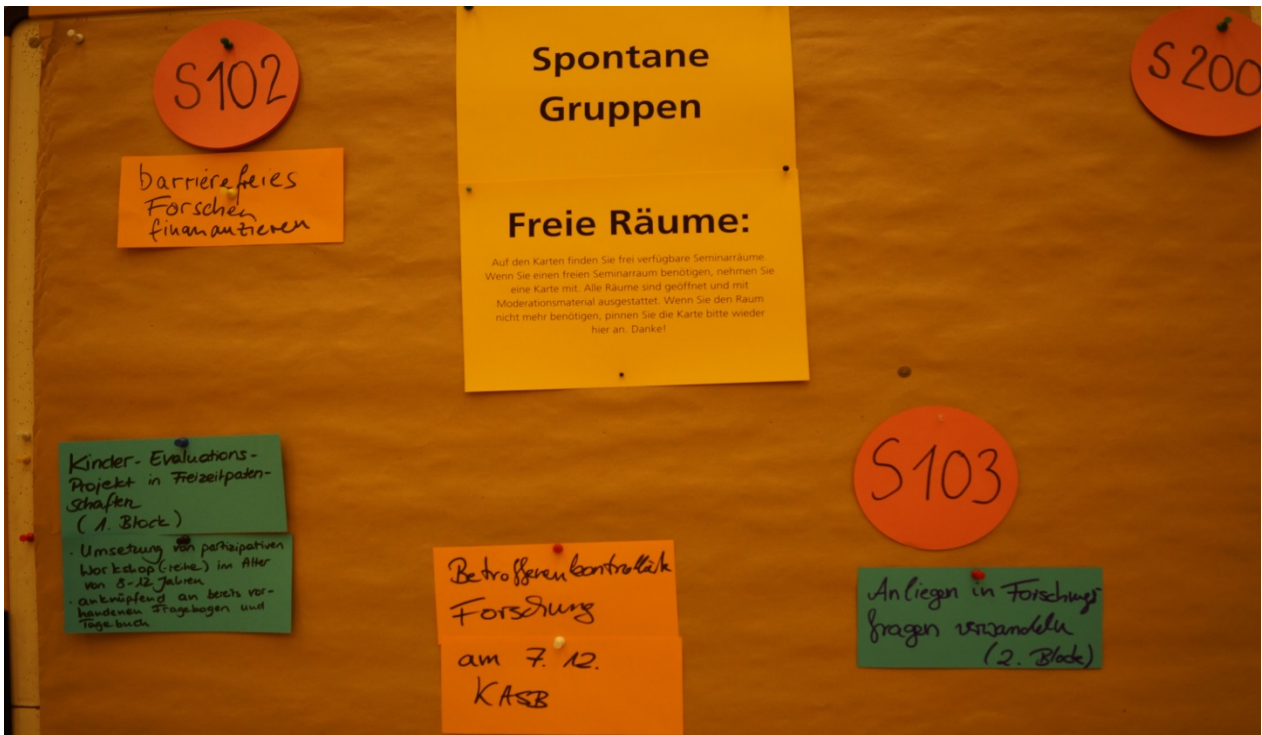 S102
barrierefreies
Forschen
finananzieren
Spontane
Gruppen
Freie Räume:
Auf den Karten finden Sie frei verfügbare Seminarräume.
Wenn Sie einen freien Seminarraum benötigen, nehmen Sie
eine Karte mit. Alle Räume sind geöffnet und mit
Moderationsmaterial ausgestattet. Wenn Sie den Raum
nicht mehr benötigen, pinnen Sie die Karte bitte wieder
hier an. Danke!
S200
Kinder-Evaluations-
Projekt in Freizeitpaten-
schaften
(1. Block)
· Umsetzung von partizipativen
Workshop(-reihe) im Alter
von 8-12 Jahren
· anknüpfend an bereits vor-
handenen Fragebogen und
Tagebuch
Betroffenenkontrollierte
Forschung
am 7. 12.
KASB
S103
Anliegen in Forschungs
fragen verwandeln
(2. Block)